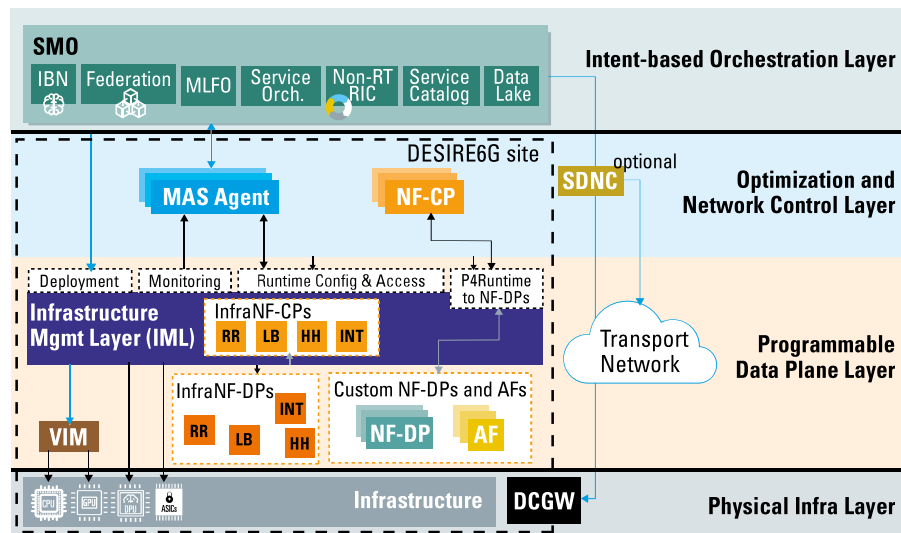 SMO
Intent-based Orchestration Layer
IBN
Federation
MLFO
Service
Orch.
Non-RT
RIC
Service
Catalog
Data
Lake
DESIRE6G site
optional
SDNC
MAS Agent
NF-CP
Optimization and
Network Control Layer
Deployment
Monitoring
Runtime Config & Access
P4Runtime
to NF-DPs
Infrastructure
Mgmt Layer (IML)
InfraNF-CPs
RR
LB
HH
INT
Transport
Network
Programmable
Data Plane Layer
InfraNF-DPs
RR
LB
INT
HH
Custom NF-DPs and AFs
NF-DP
AF
VIM
CPU
GPU
DPU
ASICs
Infrastructure
DCGW
Physical Infra Layer